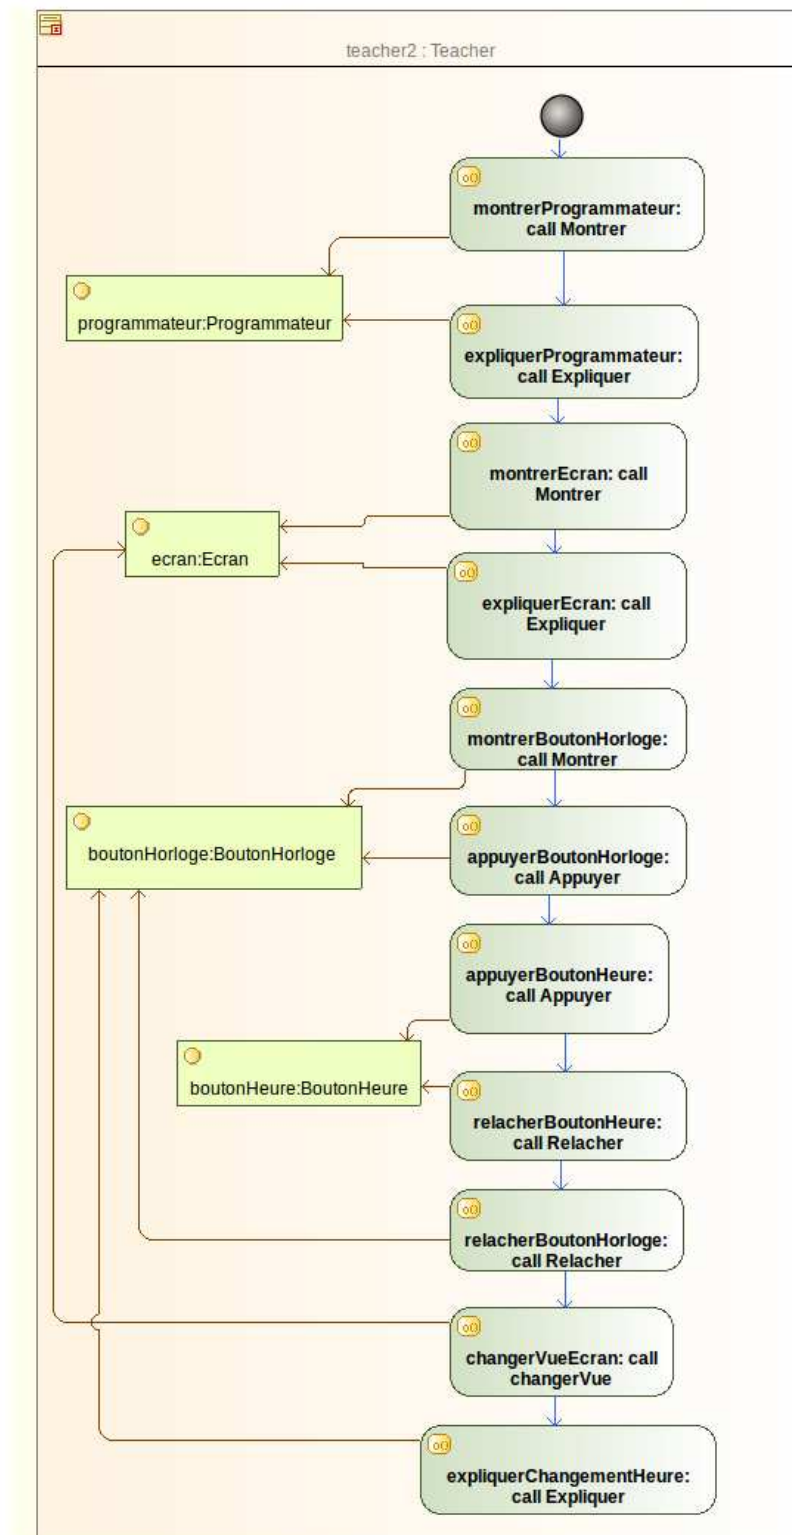 teacher2 : Teacher
montrerProgrammateur:
call Montrer
programmateur:Programmateur
expliquerProgrammateur:
call Expliquer
montrerEcran: call
Montrer
ecran:Ecran
expliquerEcran: call
Expliquer
montrerBoutonHorloge:
call Montrer
boutonHorloge:BoutonHorloge
appuyerBoutonHorloge:
call Appuyer
appuyerBoutonHeure:
call Appuyer
boutonHeure:BoutonHeure
relacherBoutonHeure:
call Relacher
relacherBoutonHorloge:
call Relacher
changerVueEcran: call
changerVue
expliquerChangementHeure:
call Expliquer